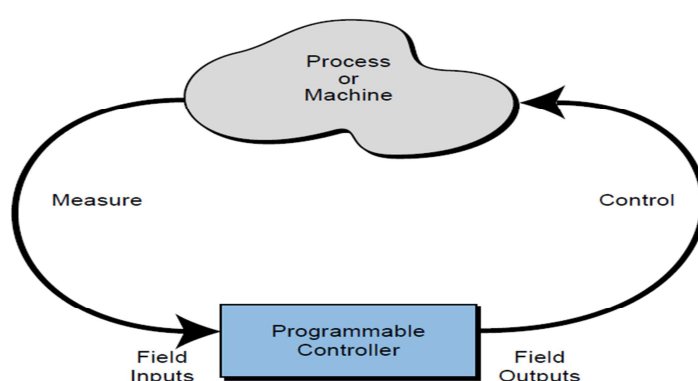 Process
or
Machine
Measure
Control
Programmable
Controller
Field
Inputs
Field
Outputs